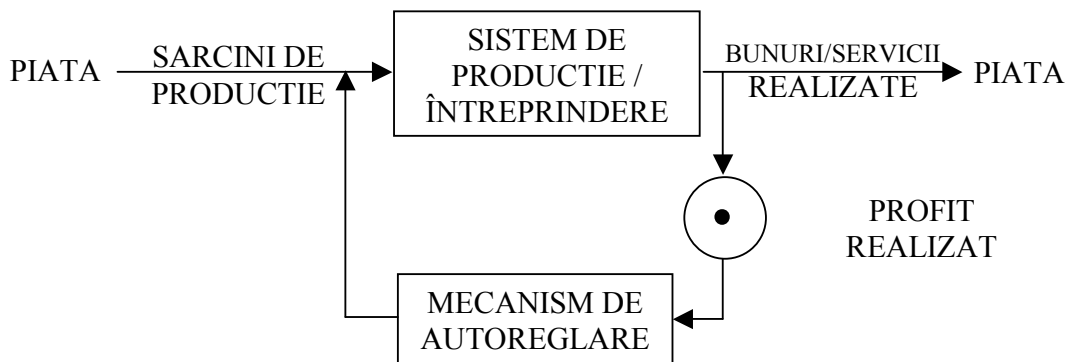 PIATA
SARCINI DE
PRODUCTIE
SISTEM DE
PRODUCTIE /
ÎNTREPRINDERE
BUNURI/SERVICII
REALIZATE
PIATA
PROFIT
REALIZAT
MECANISM DE
AUTOREGLARE